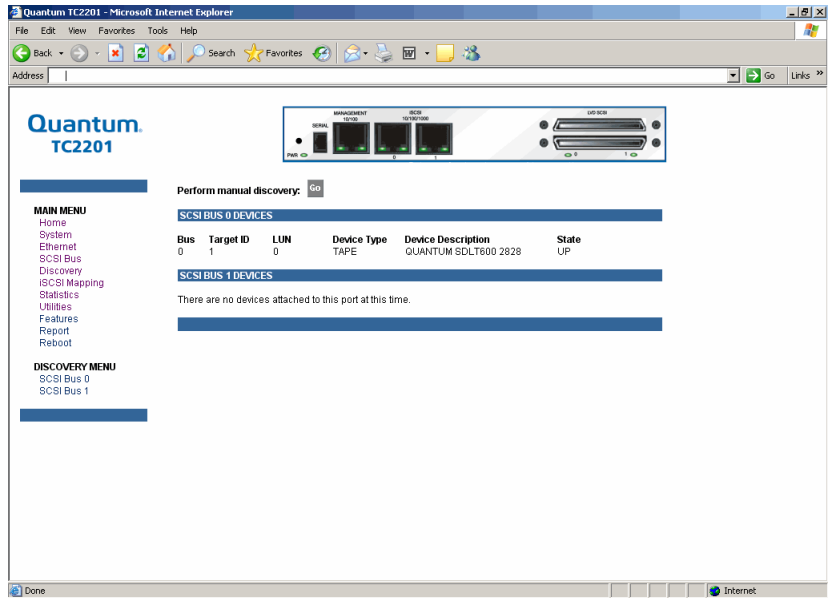 Quantum TC2201 - Microsoft Internet Explorer
File Edit View Favorites Tools Help
Back Search Favorites
Address Go Links »
Quantum.
TC2201
MANAGEMENT
10/100
ISCSI
10/100/1000
LVD SCSI
SERIAL
PWR
0 1
0 1
Perform manual discovery: Go
MAIN MENU
Home
System
Ethernet
SCSI Bus
Discovery
iSCSI Mapping
Statistics
Utilities
Features
Report
Reboot
DISCOVERY MENU
SCSI Bus 0
SCSI Bus 1
SCSI BUS 0 DEVICES
Bus Target ID LUN Device Type Device Description State
0 1 0 TAPE QUANTUM SDLT600 2828 UP
SCSI BUS 1 DEVICES
There are no devices attached to this port at this time.
Done Internet